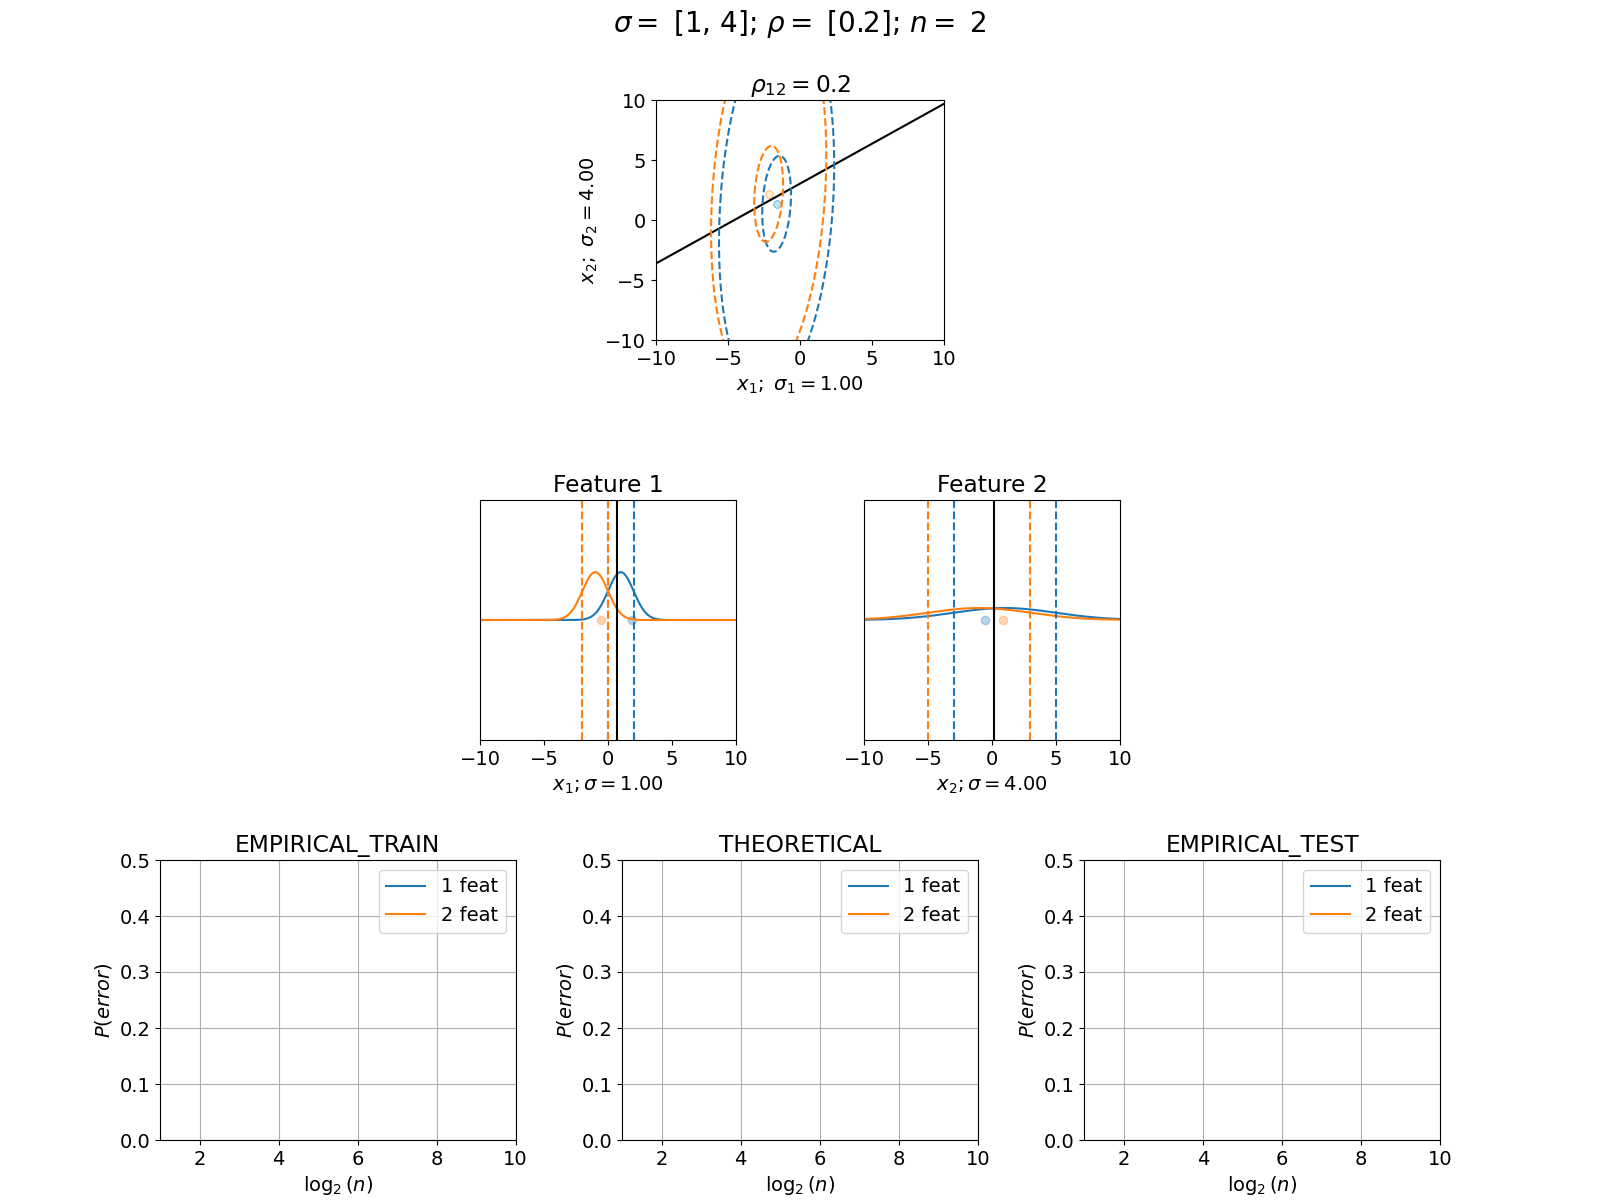 σ = [1, 4]; ρ = [0.2]; n = 2
ρ₁₂ = 0.2
10
5
0
−5
−10
x₂; σ₂ = 4.00
−10 −5 0 5 10
x₁; σ₁ = 1.00
Feature 1
−10 −5 0 5 10
x₁; σ = 1.00
Feature 2
−10 −5 0 5 10
x₂; σ = 4.00
EMPIRICAL_TRAIN
0.5
0.4
0.3
0.2
0.1
0.0
P(error)
1 feat
2 feat
2 4 6 8 10
log₂(n)
THEORETICAL
0.5
0.4
0.3
0.2
0.1
0.0
P(error)
1 feat
2 feat
2 4 6 8 10
log₂(n)
EMPIRICAL_TEST
0.5
0.4
0.3
0.2
0.1
0.0
P(error)
1 feat
2 feat
2 4 6 8 10
log₂(n)